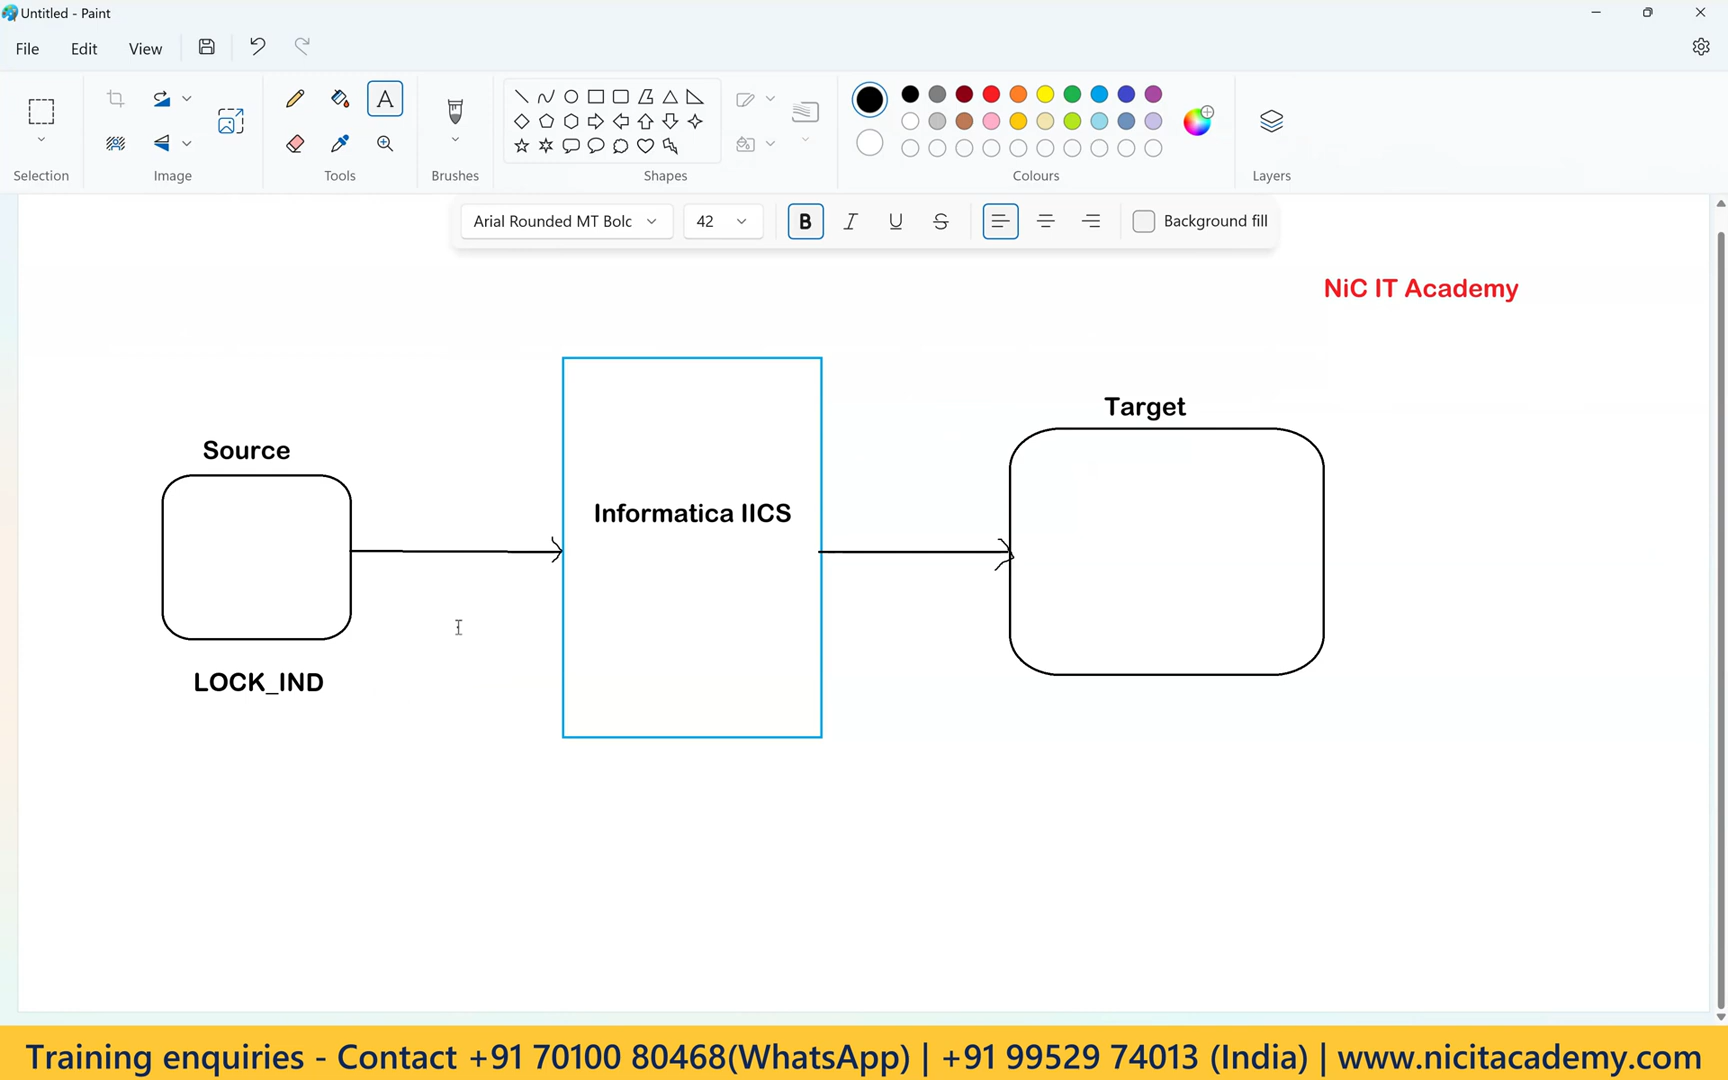 Untitled - Paint
File Edit View
Selection Image Tools Brushes Shapes Colours Layers
Arial Rounded MT Bolc 42 B I U S Background fill
NiC IT Academy
Target
Source
Informatica IICS
LOCK_IND
Training enquiries - Contact +91 70100 80468(WhatsApp) | +91 99529 74013 (India) | www.nicitacademy.com